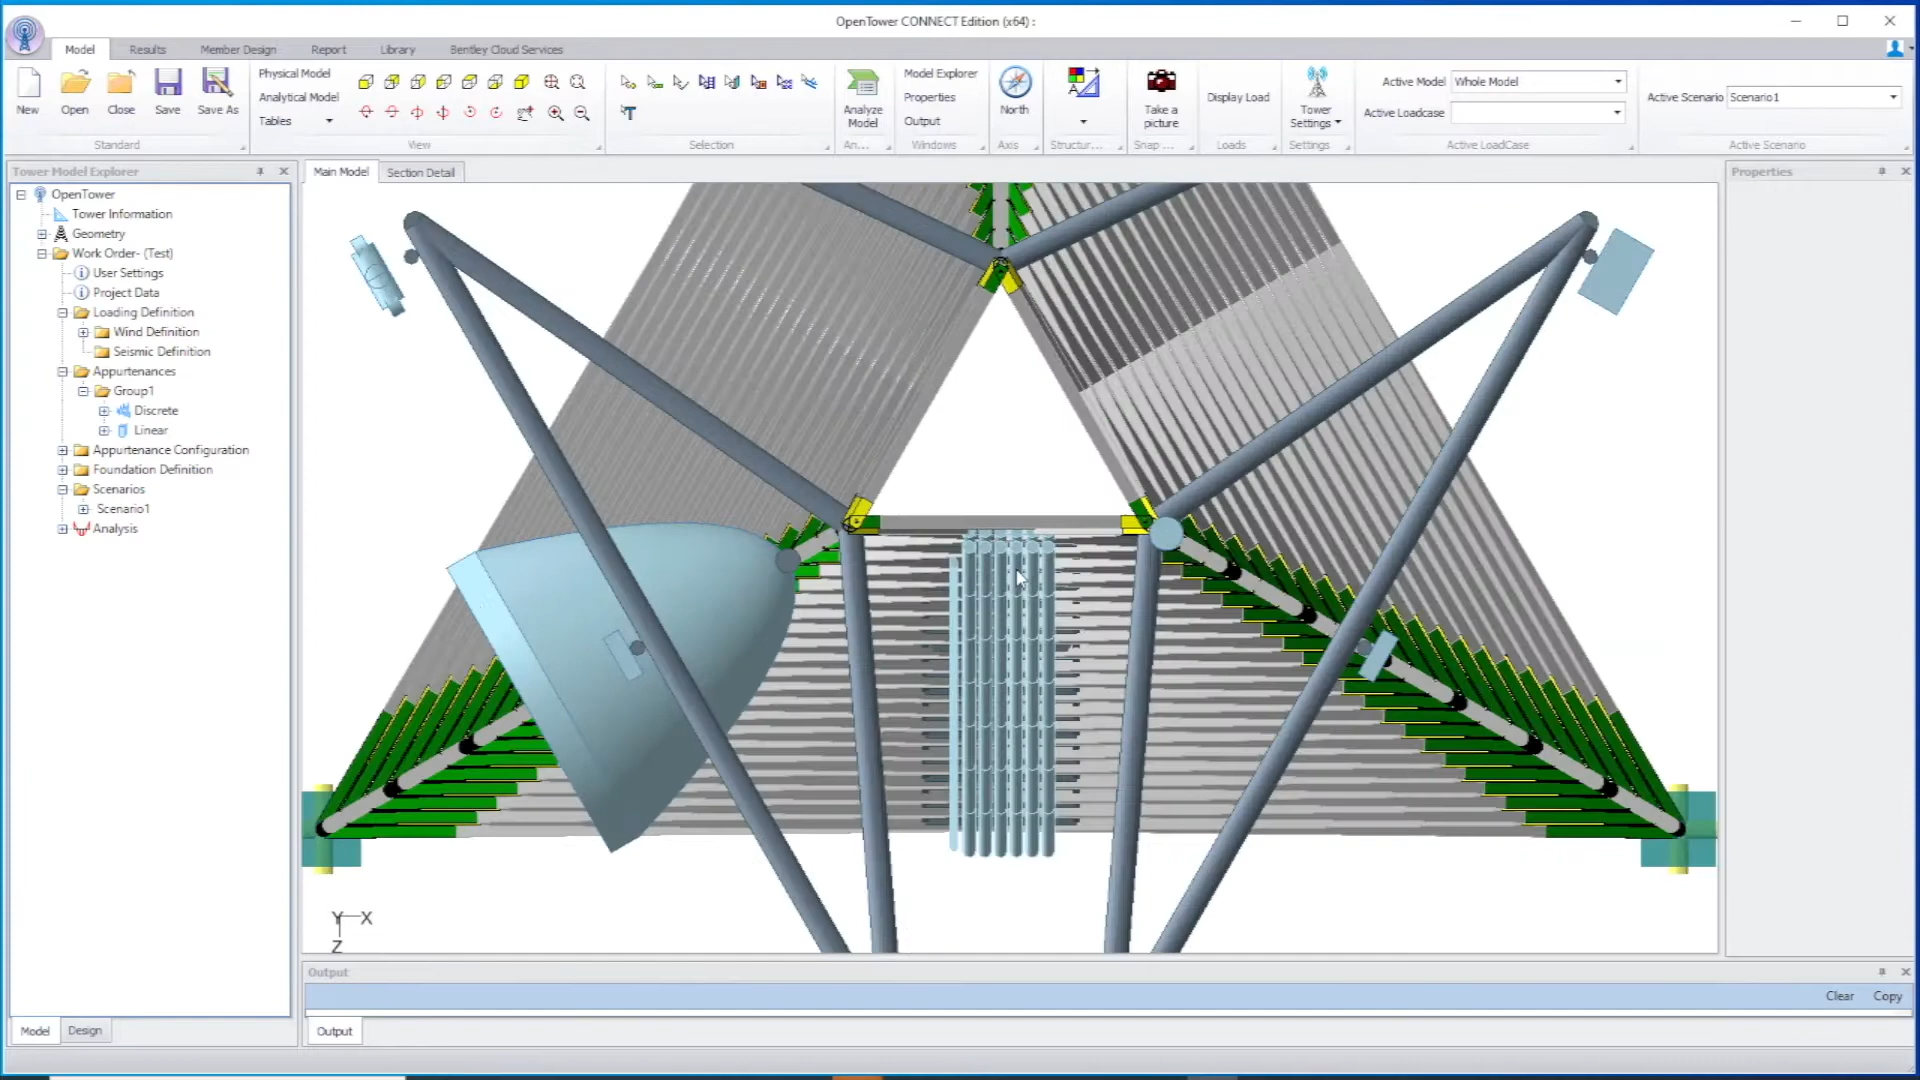 OpenTower CONNECT Edition (x64) :
Model Results Member Design Report Library Bentley Cloud Services
New Open Close Save Save As
Standard
Physical Model
Analytical Model
Tables
View
Selection
Analyze Model
An...
Model Explorer
Properties
Output
Windows
North
Axis
A
Structur...
Take a picture
Snap ...
Display Load
Loads
Tower Settings
Settings
Active Model Whole Model
Active Loadcase
Active LoadCase
Active Scenario Scenario1
Active Scenario
Tower Model Explorer
OpenTower
Tower Information
Geometry
Work Order- (Test)
User Settings
Project Data
Loading Definition
Wind Definition
Seismic Definition
Appurtenances
Group1
Discrete
Linear
Appurtenance Configuration
Foundation Definition
Scenarios
Scenario1
Analysis
Model Design
Main Model Section Detail
Y X
Z
Properties
Output
Clear Copy
Output